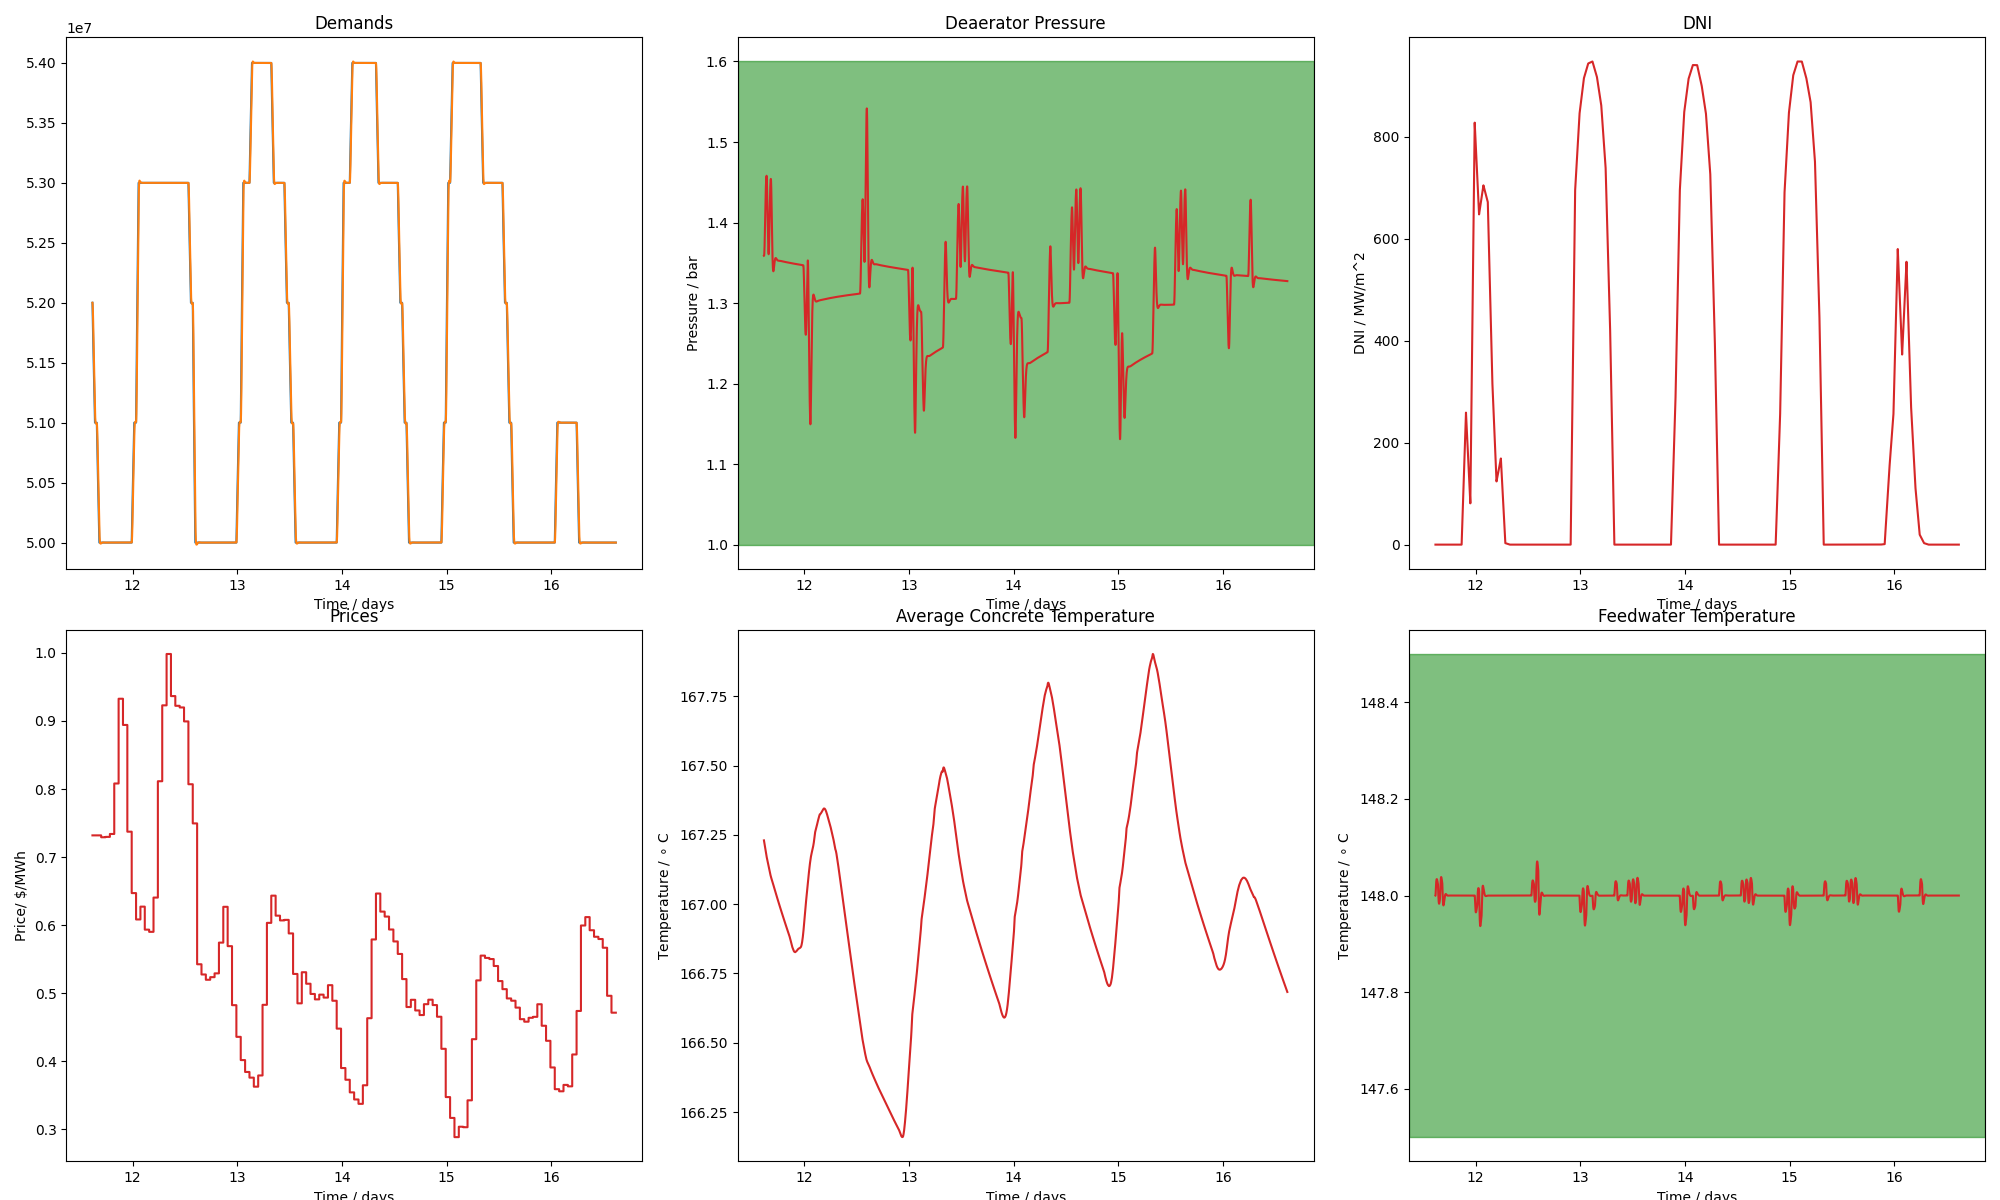 Demands
1e7
5.40
5.35
5.30
5.25
5.20
5.15
5.10
5.05
5.00
12 13 14 15 16
Time / days
Deaerator Pressure
Pressure / bar
1.6
1.5
1.4
1.3
1.2
1.1
1.0
12 13 14 15 16
Time / days
DNI
DNI / MW/m^2
800
600
400
200
0
12 13 14 15 16
Time / days
Prices
Price/ $/MWh
1.0
0.9
0.8
0.7
0.6
0.5
0.4
0.3
12 13 14 15 16
Time / days
Average Concrete Temperature
Temperature / ∘ C
167.75
167.50
167.25
167.00
166.75
166.50
166.25
12 13 14 15 16
Time / days
Feedwater Temperature
Temperature / ∘ C
148.4
148.2
148.0
147.8
147.6
12 13 14 15 16
Time / days